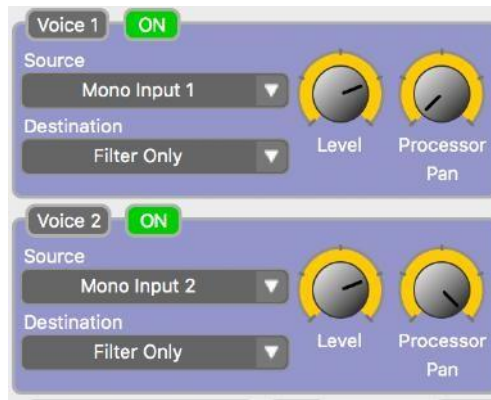 Voice 1 ON
Source
Mono Input 1
Destination
Filter Only
Level
Processor
Pan
Voice 2 ON
Source
Mono Input 2
Destination
Filter Only
Level
Processor
Pan